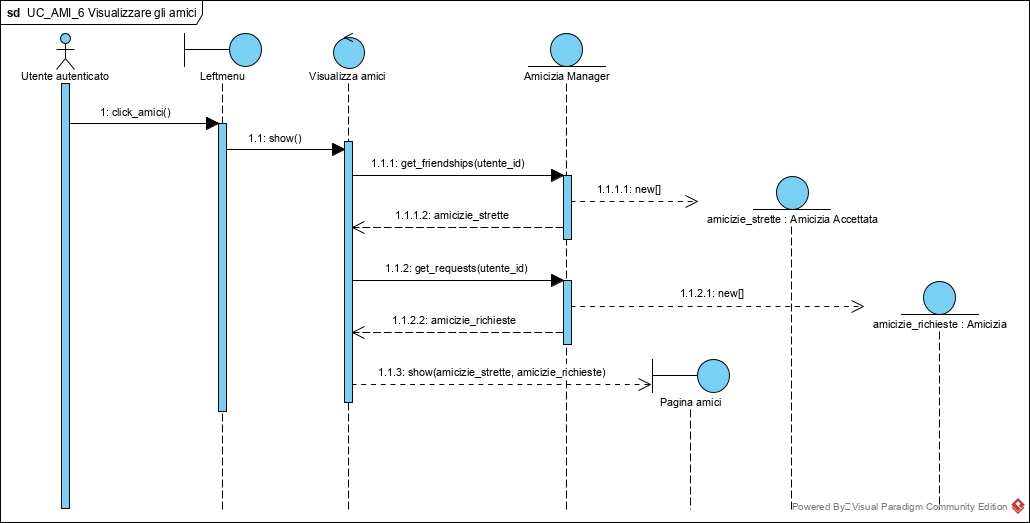 sd UC_AMI_6 Visualizzare gli amici
Utente autenticato
Leftmenu
Visualizza amici
Amicizia Manager
1: click_amici()
1.1: show()
1.1.1: get_friendships(utente_id)
1.1.1.1: new[]
amicizie_strette : Amicizia Accettata
1.1.1.2: amicizie_strette
1.1.2: get_requests(utente_id)
1.1.2.1: new[]
amicizie_richieste : Amicizia
1.1.2.2: amicizie_richieste
1.1.3: show(amicizie_strette, amicizie_richieste)
Pagina amici
Powered By Visual Paradigm Community Edition